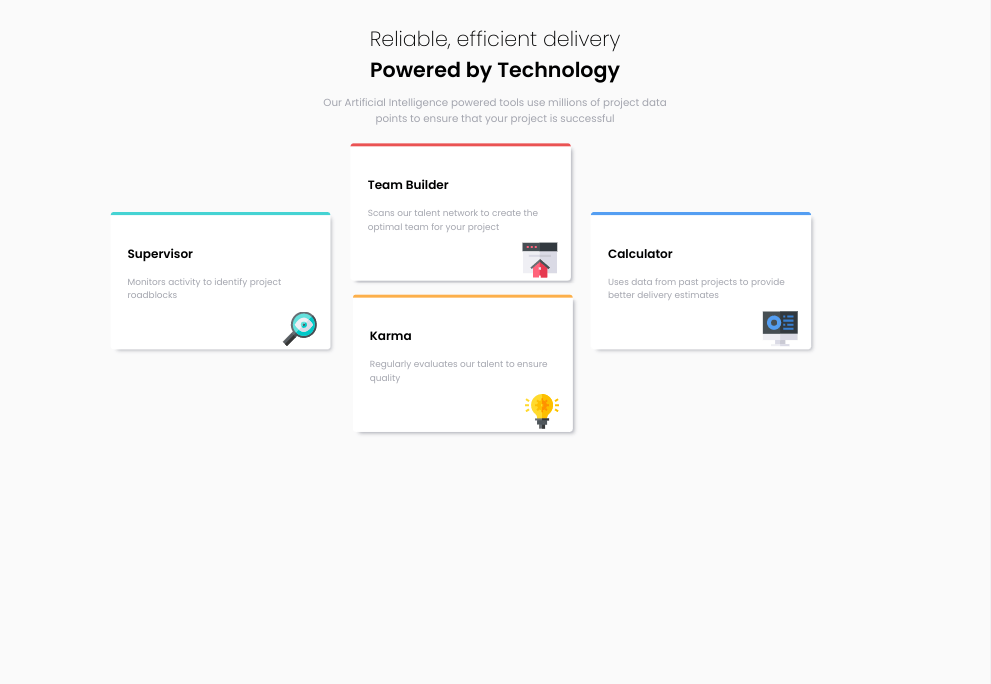 Reliable, efficient delivery
Powered by Technology
Our Artificial Intelligence powered tools use millions of project data
points to ensure that your project is successful
Supervisor
Monitors activity to identify project
roadblocks
Team Builder
Scans our talent network to create the
optimal team for your project
Karma
Regularly evaluates our talent to ensure
quality
Calculator
Uses data from past projects to provide
better delivery estimates